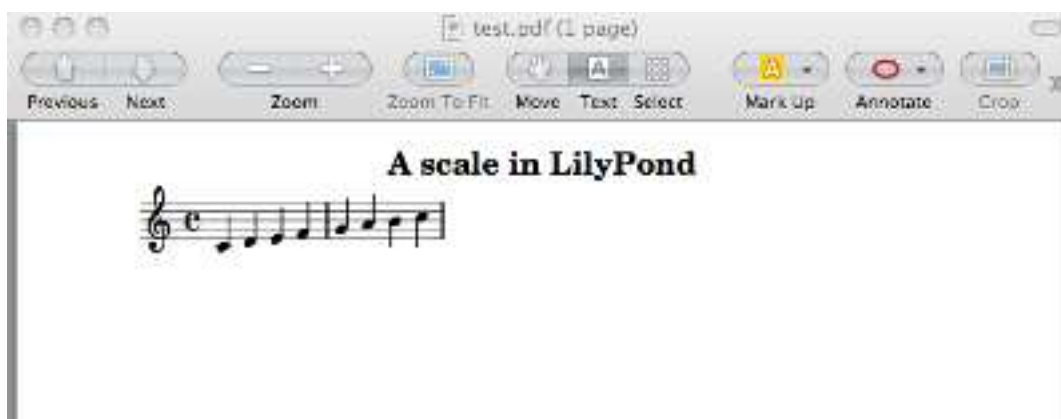 test.pdf (1 page)
Previous Next Zoom Zoom To Fit Move Text Select Mark Up Annotate Crop
A scale in LilyPond